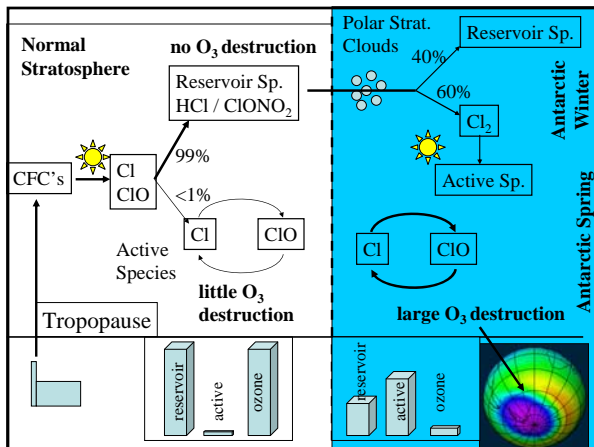 Normal
Stratosphere
no O₃ destruction
Reservoir Sp.
HCl / ClONO₂
99%
CFC's
Cl
ClO
<1%
Active
Species
Cl
ClO
little O₃
destruction
Tropopause
reservoir
active
ozone
Polar Strat.
Clouds
Reservoir Sp.
40%
60%
Cl₂
Active Sp.
Antarctic
Winter
Cl
ClO
Antarctic Spring
large O₃ destruction
reservoir
active
ozone